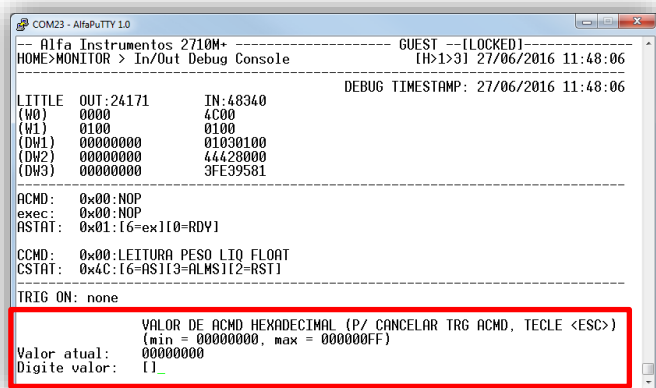 COM23 - AlfaPuTTY 1.0
-- Alfa Instrumentos 2710M+ -------------------- GUEST --[LOCKED]---------------
HOME>MONITOR > In/Out Debug Console [H>1>3] 27/06/2016 11:48:06
DEBUG TIMESTAMP: 27/06/2016 11:48:06
LITTLE OUT:24171 IN:48340
(W0) 0000 4C00
(W1) 0100 0100
(DW1) 00000000 01030100
(DW2) 00000000 44428000
(DW3) 00000000 3FE39581
ACMD: 0x00:NOP
exec: 0x00:NOP
ASTAT: 0x01:[6=ex][0=RDY]
CCMD: 0x00:LEITURA PESO LIQ FLOAT
CSTAT: 0x4C:[6=AS][3=ALMS][2=RST]
TRIG ON: none
VALOR DE ACMD HEXADECIMAL (P/ CANCELAR TRG ACMD, TECLE <ESC>)
(min = 00000000, max = 000000FF)
Valor atual: 00000000
Digite valor: []_